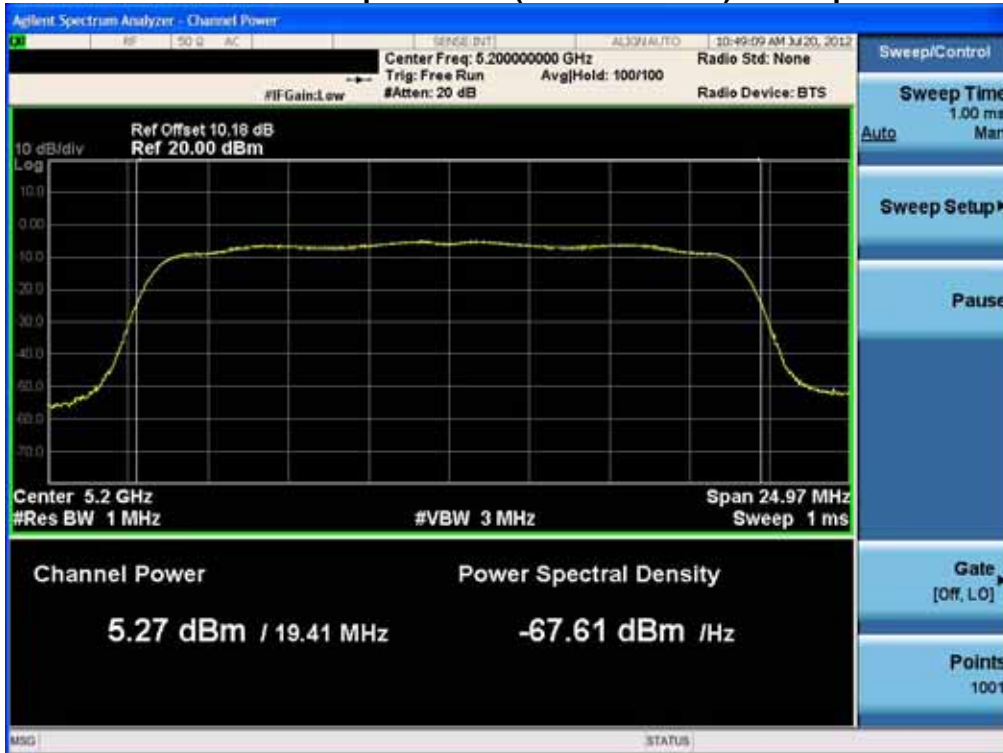 Agilent Spectrum Analyzer - Channel Power
RF 50 Ω AC SENSE:INT ALIGN AUTO 10:49:09 AM Jul 20, 2012
Center Freq: 5.200000000 GHz Radio Std: None
Trig: Free Run Avg|Hold: 100/100
#IFGain:Low #Atten: 20 dB Radio Device: BTS
Sweep/Control
Sweep Time
1.00 ms
Auto Man
Sweep Setup
Pause
Gate
[Off, LO]
Points
1001
Ref Offset 10.18 dB
10 dB/div Ref 20.00 dBm
Log
10.0
0.00
-10.0
-20.0
-30.0
-40.0
-50.0
-60.0
-70.0
Center 5.2 GHz Span 24.97 MHz
#Res BW 1 MHz #VBW 3 MHz Sweep 1 ms
Channel Power Power Spectral Density
5.27 dBm / 19.41 MHz -67.61 dBm /Hz
MSG STATUS